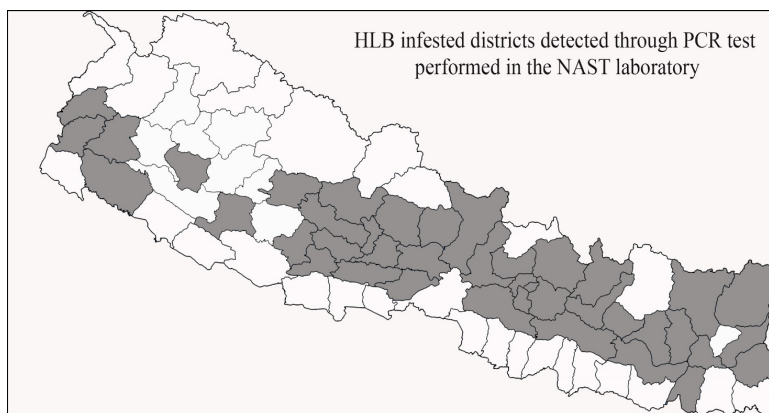 HLB infested districts detected through PCR test
performed in the NAST laboratory